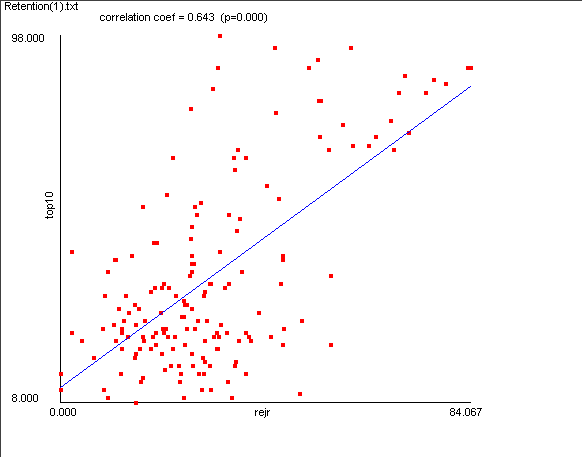 Retention(1).txt
correlation coef = 0.643 (p=0.000)
98.000
top10
8.000
0.000 rejr 84.067